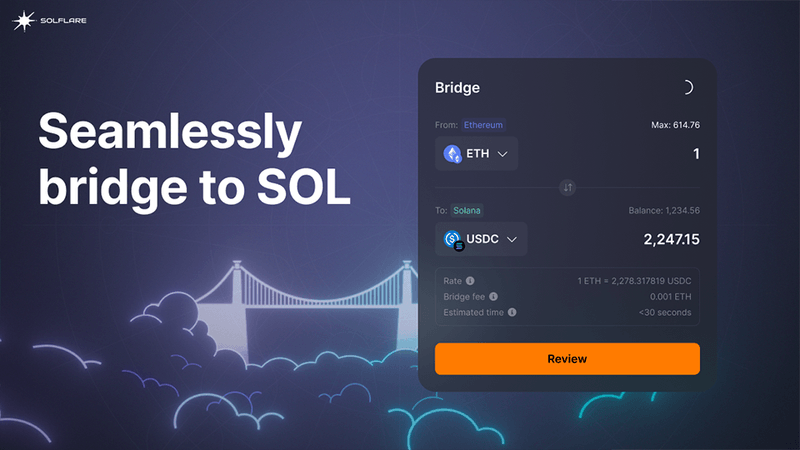 SOLFLARE
Seamlessly
bridge to SOL
Bridge
From: Ethereum Max: 614.76
ETH 1
To: Solana Balance: 1,234.56
USDC 2,247.15
Rate 1 ETH = 2,278.317819 USDC
Bridge fee 0.001 ETH
Estimated time <30 seconds
Review